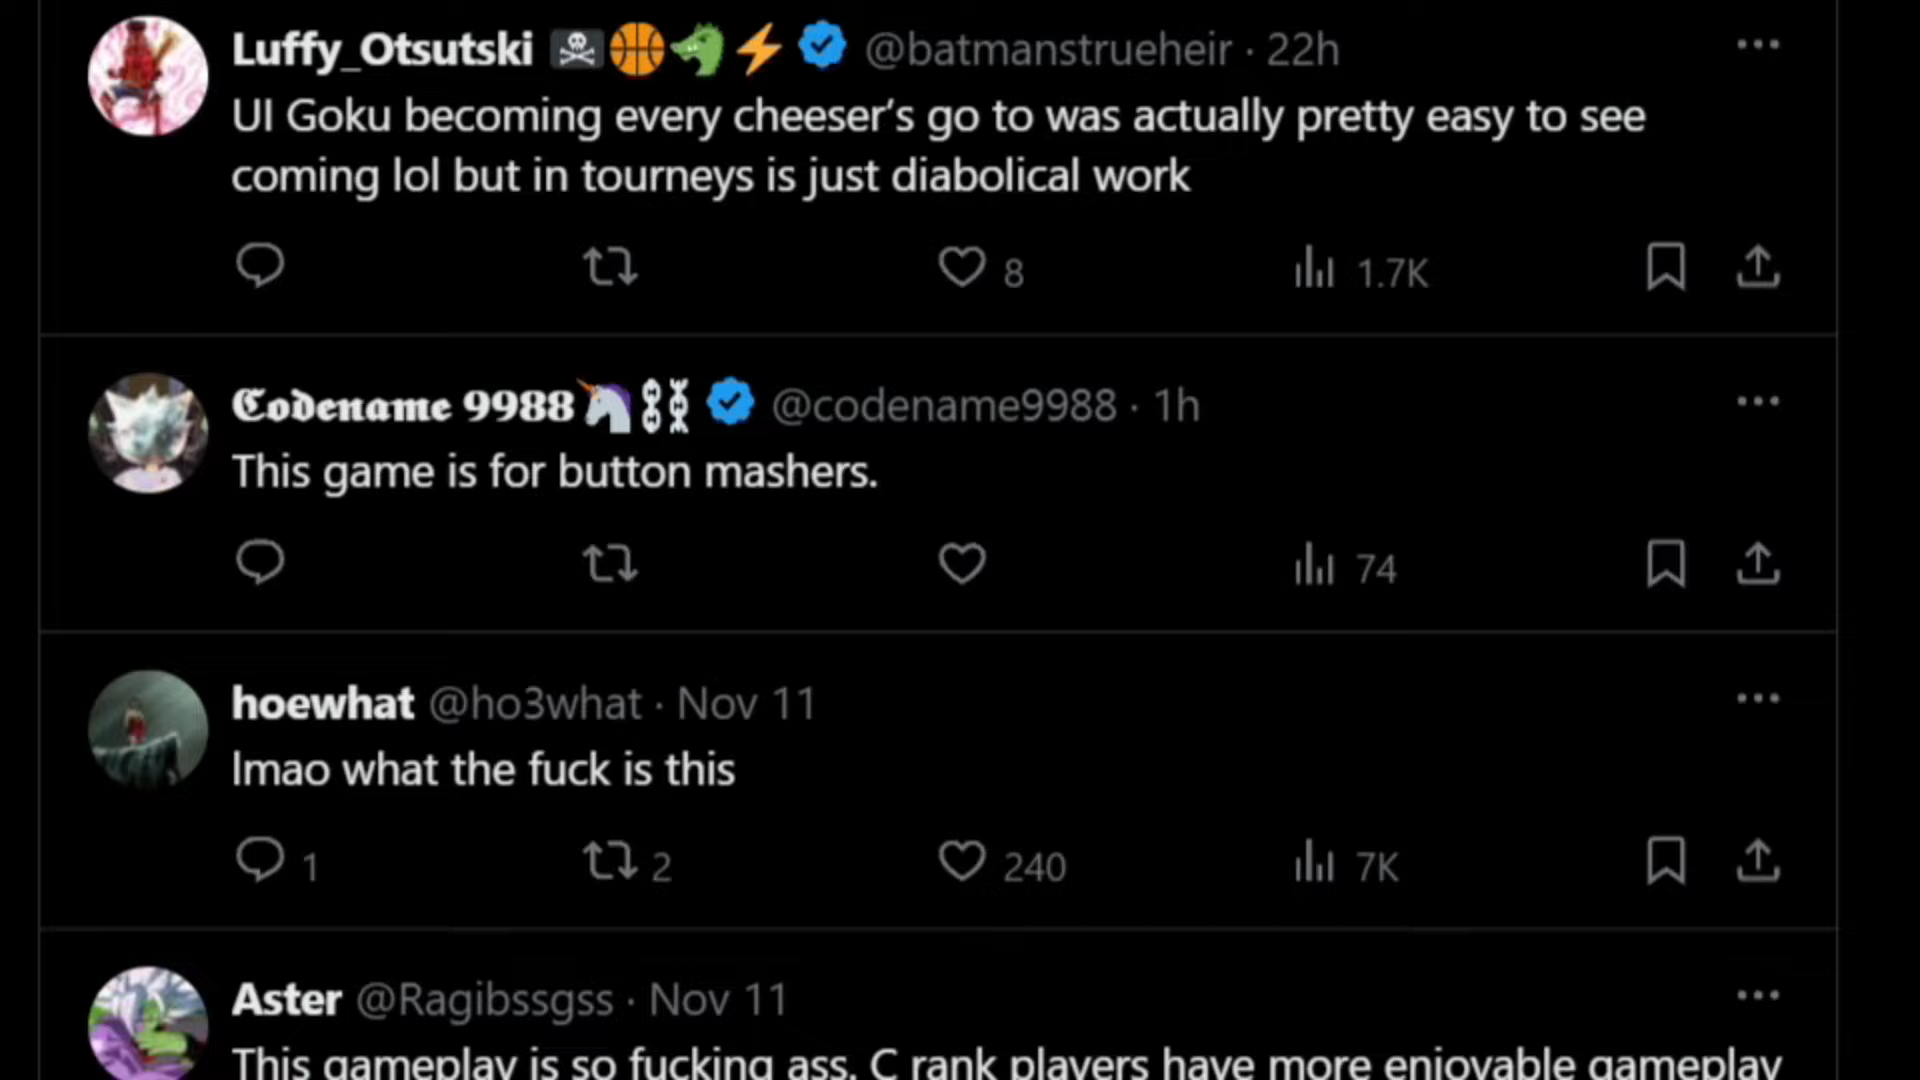 Luffy_Otsutski 🏴‍☠️🏀🐲⚡ @batmanstrueheir · 22h
UI Goku becoming every cheeser’s go to was actually pretty easy to see
coming lol but in tourneys is just diabolical work
8 1.7K
𝕮𝖔𝖉𝖊𝖓𝖆𝖒𝖊 9988🦄⛓️ @codename9988 · 1h
This game is for button mashers.
74
hoewhat @ho3what · Nov 11
lmao what the fuck is this
1 2 240 7K
Aster @Ragibssgss · Nov 11
This gameplay is so fucking ass. C rank players have more enjoyable gameplay